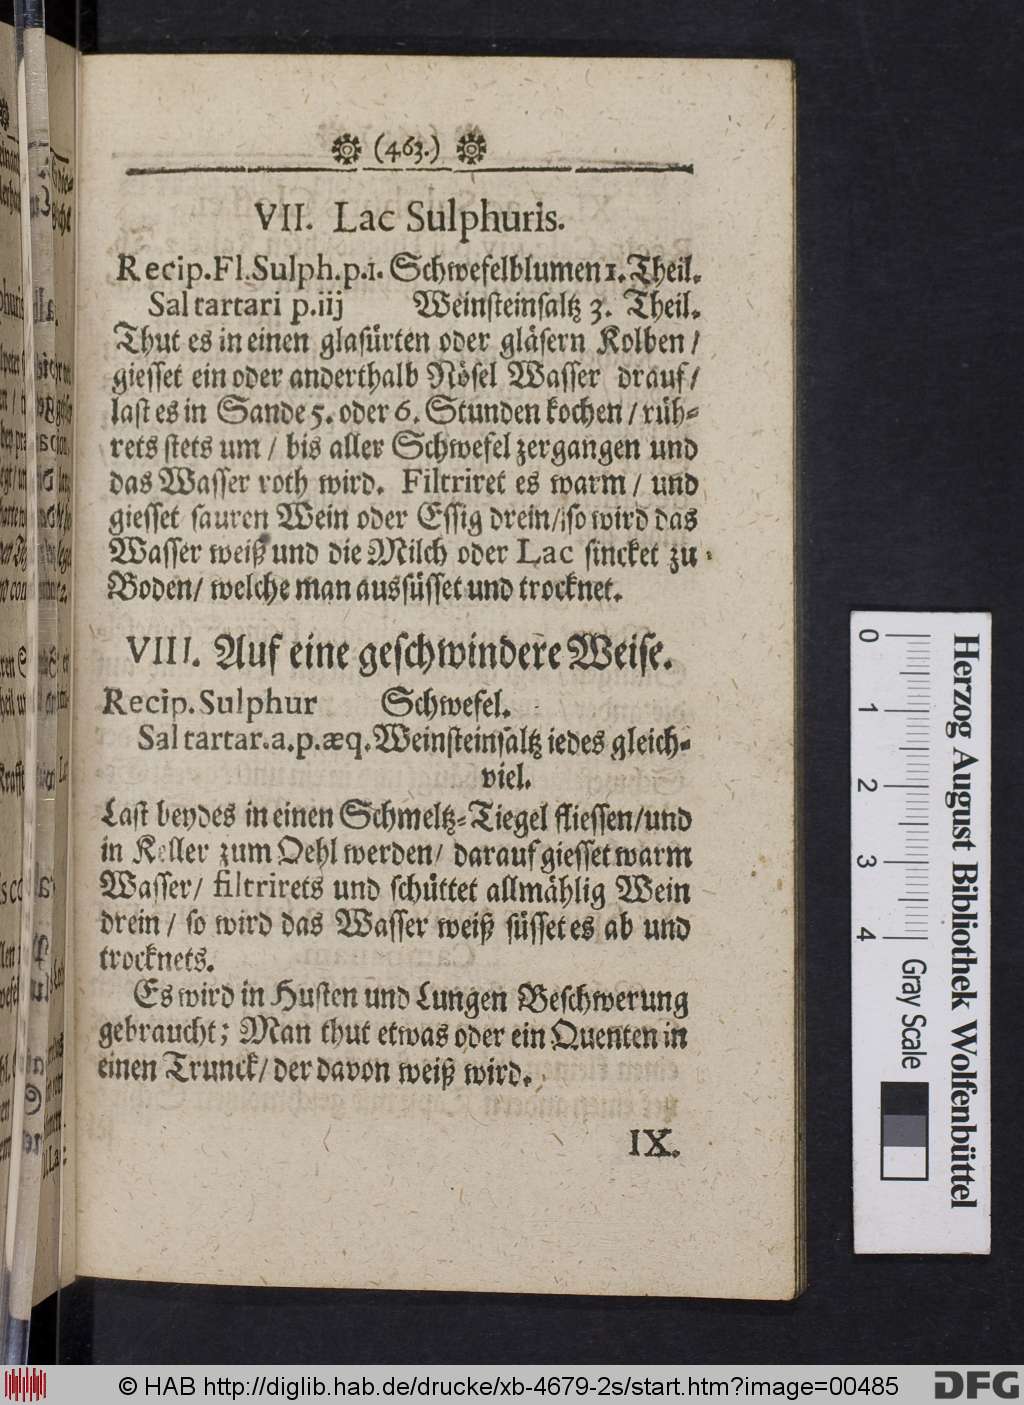 (463.)
VII. Lac Sulphuris.
Recip. Fl. Sulph. p. 1. Schwefelblumen 1. Theil.
Sal tartari p. iij Weinsteinsaltz 3. Theil.
Thut es in einen glasürten oder gläsern Kolben /
giesset ein oder anderthalb Nösel Wasser drauf /
last es in Sande 5. oder 6. Stunden kochen / rüh-
rets stets um / bis aller Schwefel zergangen und
das Wasser roth wird. Filtriret es warm / und
giesset sauren Wein oder Essig drein / so wird das
Wasser weiß und die Milch oder Lac sincket zu
Boden / welche man aussüsset und trocknet.
VIII. Auf eine geschwindere Weise.
Recip. Sulphur Schwefel.
Sal tartar. a. p. æq. Weinsteinsaltz iedes gleich-
viel.
Last beydes in einen Schmeltz-Tiegel fliessen / und
in Keller zum Oehl werden / darauf giesset warm
Wasser / filtrirets und schüttet allmählig Wein
drein / so wird das Wasser weiß süsset es ab und
trocknets.
Es wird in Husten und Lungen Beschwerung
gebraucht; Man thut etwas oder ein Quenten in
einen Trunck / der davon weiß wird.
IX.
0 1 2 3 4
Gray Scale
Herzog August Bibliothek Wolfenbüttel
© HAB http://diglib.hab.de/drucke/xb-4679-2s/start.htm?image=00485
DFG